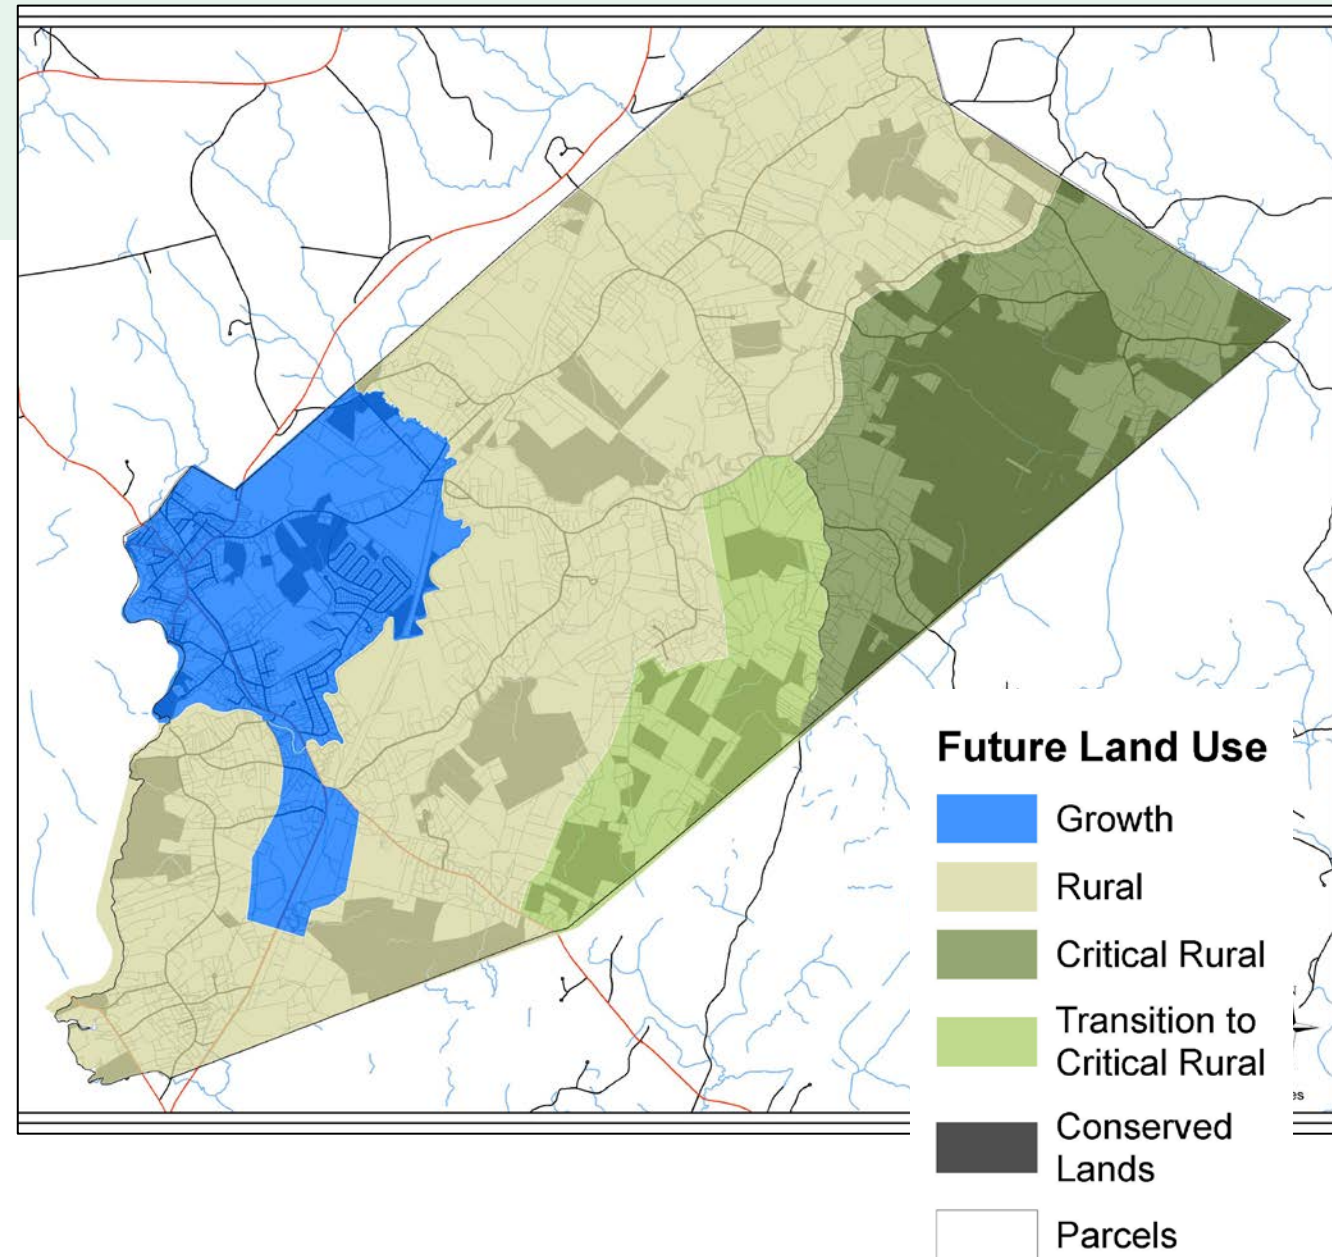 Future Land Use
Growth
Rural
Critical Rural
Transition to
Critical Rural
Conserved
Lands
Parcels